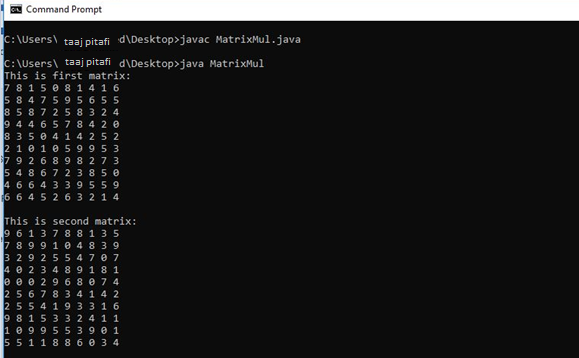 Command Prompt
C:\Users\ taaj pitafi d\Desktop>javac MatrixMul.java
C:\Users\ taaj pitafi d\Desktop>java MatrixMul
This is first matrix:
7 8 1 5 0 8 1 4 1 6
5 8 4 7 5 9 5 6 5 5
8 5 8 7 2 5 8 3 2 4
9 4 4 6 5 7 8 4 2 0
8 3 5 0 4 1 4 2 5 2
2 1 0 1 0 5 9 9 5 3
7 9 2 6 8 9 8 2 7 3
5 4 8 6 7 2 3 8 5 0
4 6 6 4 3 3 9 5 5 9
6 6 4 5 2 6 3 2 1 4
This is second matrix:
9 6 1 3 7 8 8 1 3 5
7 8 9 9 1 0 4 8 3 9
3 2 9 2 5 5 4 7 0 7
4 0 2 3 4 8 9 1 8 1
0 0 0 2 9 6 8 0 7 4
2 5 6 7 8 3 4 1 4 2
2 5 5 4 1 9 3 3 1 6
9 8 1 5 3 3 2 4 1 1
1 0 9 9 5 5 3 9 0 1
5 5 1 1 8 8 6 0 3 4